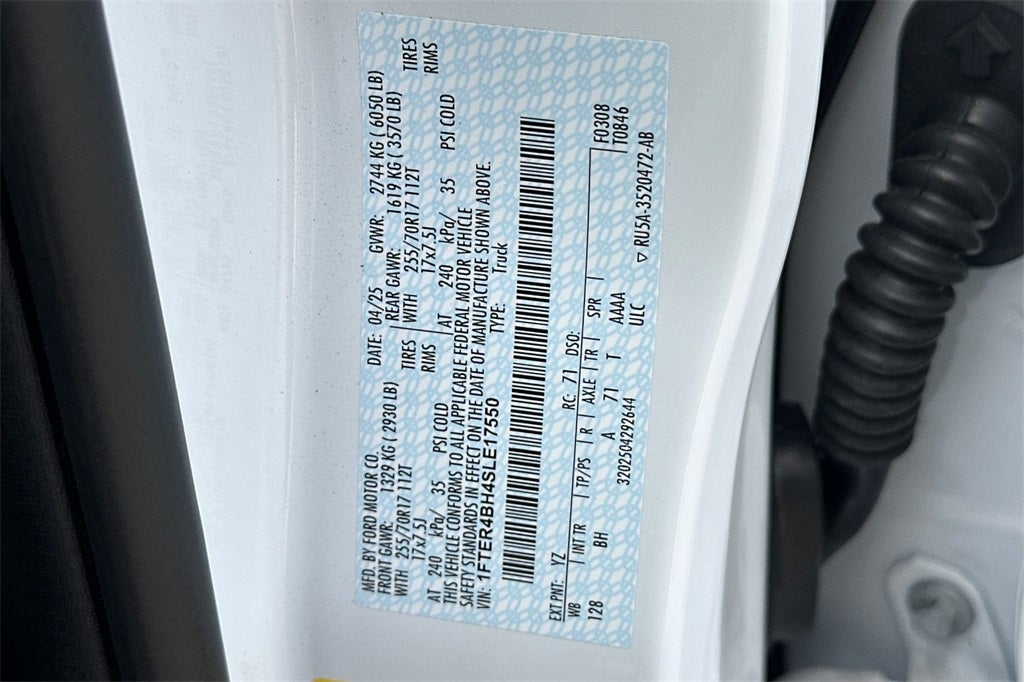 MFD. BY FORD MOTOR CO.
DATE: 04/25 GVWR: 2744 KG ( 6050 LB)
FRONT GAWR: 1329 KG ( 2930 LB)
REAR GAWR: 1619 KG ( 3570 LB)
WITH 255/70R17 112T TIRES
WITH 255/70R17 112T TIRES
17x7.5J RIMS
17x7.5J RIMS
AT 240 kPa/ 35 PSI COLD
AT 240 kPa/ 35 PSI COLD
THIS VEHICLE CONFORMS TO ALL APPLICABLE FEDERAL MOTOR VEHICLE
SAFETY STANDARDS IN EFFECT ON THE DATE OF MANUFACTURE SHOWN ABOVE.
VIN: 1FTER4BH4SLE17550 TYPE: Truck
EXT PNT: YZ RC: 71 DSO:
F0308
WB INT TR TP/PS R AXLE TR SPR
T0846
128 BH A 71 T AAAA
3202504292644 ULC
▽ RU5A-3520472-AB